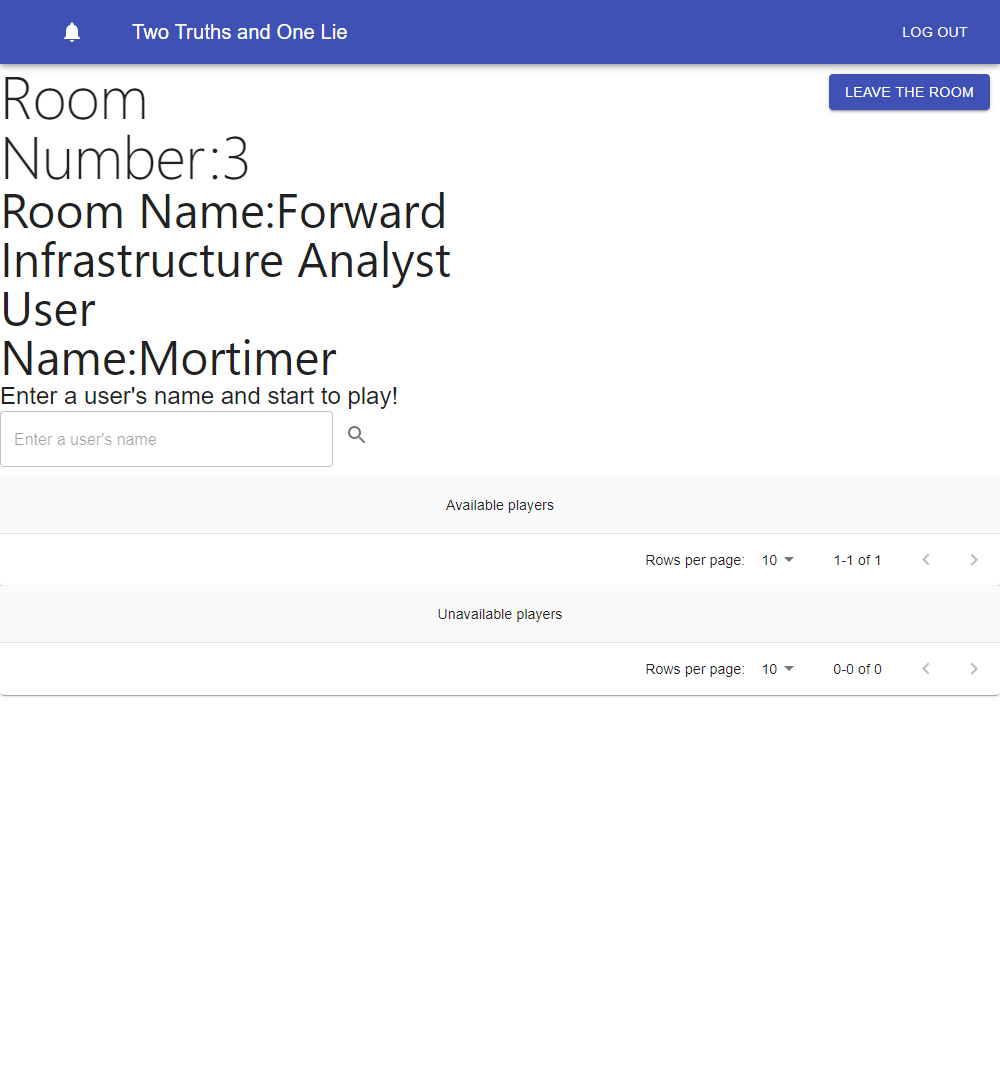 Two Truths and One Lie
LOG OUT
LEAVE THE ROOM
Room
Number:3
Room Name:Forward
Infrastructure Analyst
User
Name:Mortimer
Enter a user's name and start to play!
Enter a user's name
Available players
Rows per page: 10 1-1 of 1
Unavailable players
Rows per page: 10 0-0 of 0